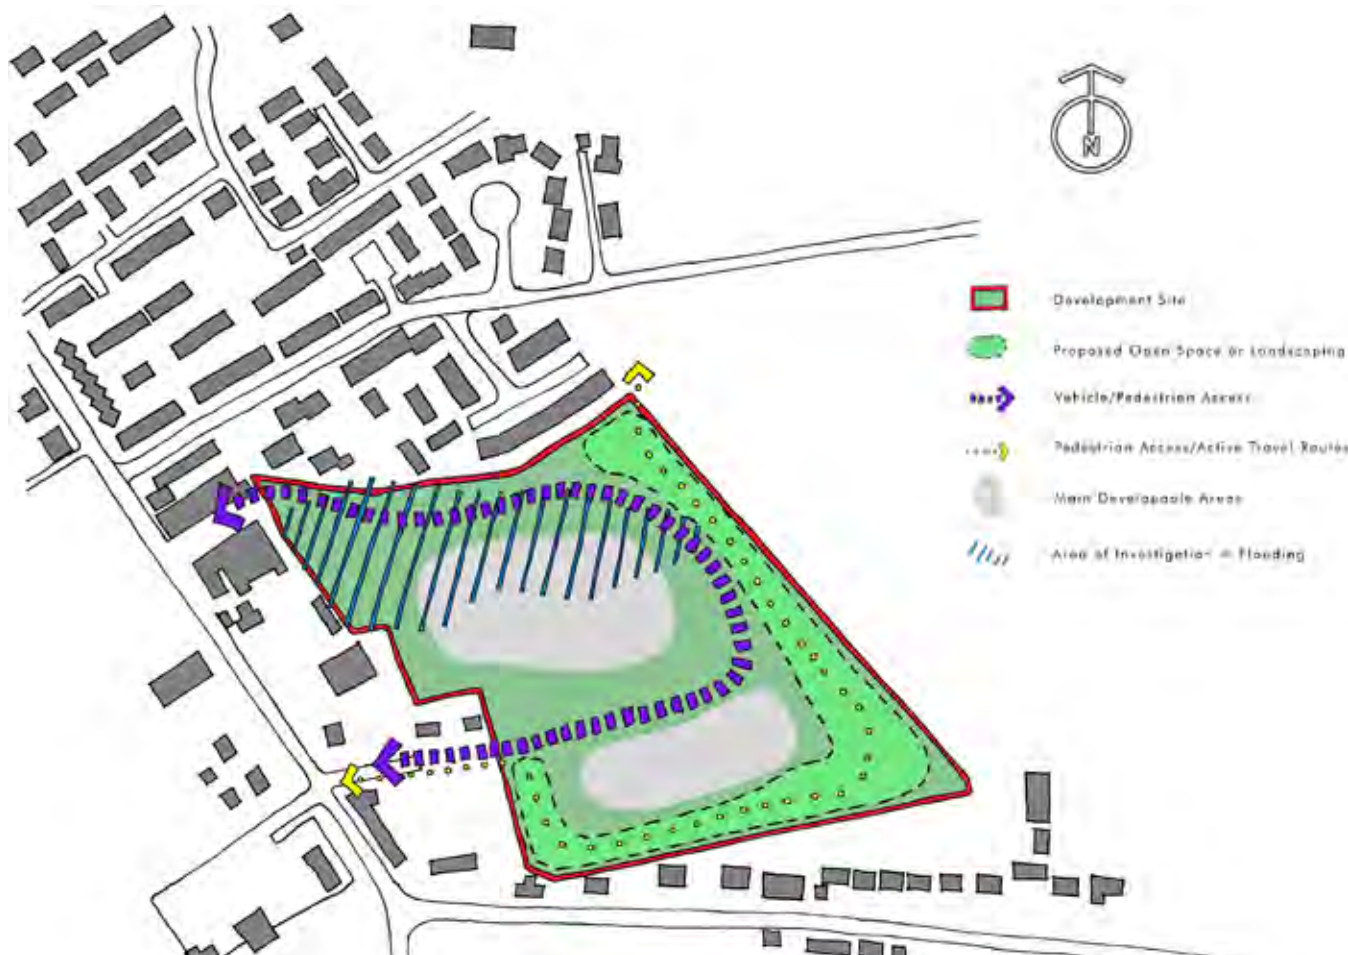 N
Development Site
Proposed Open Space or Landscaping
Vehicle/Pedestrian Access
Pedestrian Access/Active Travel Routes
Main Developable Areas
Area of Investigation - Flooding